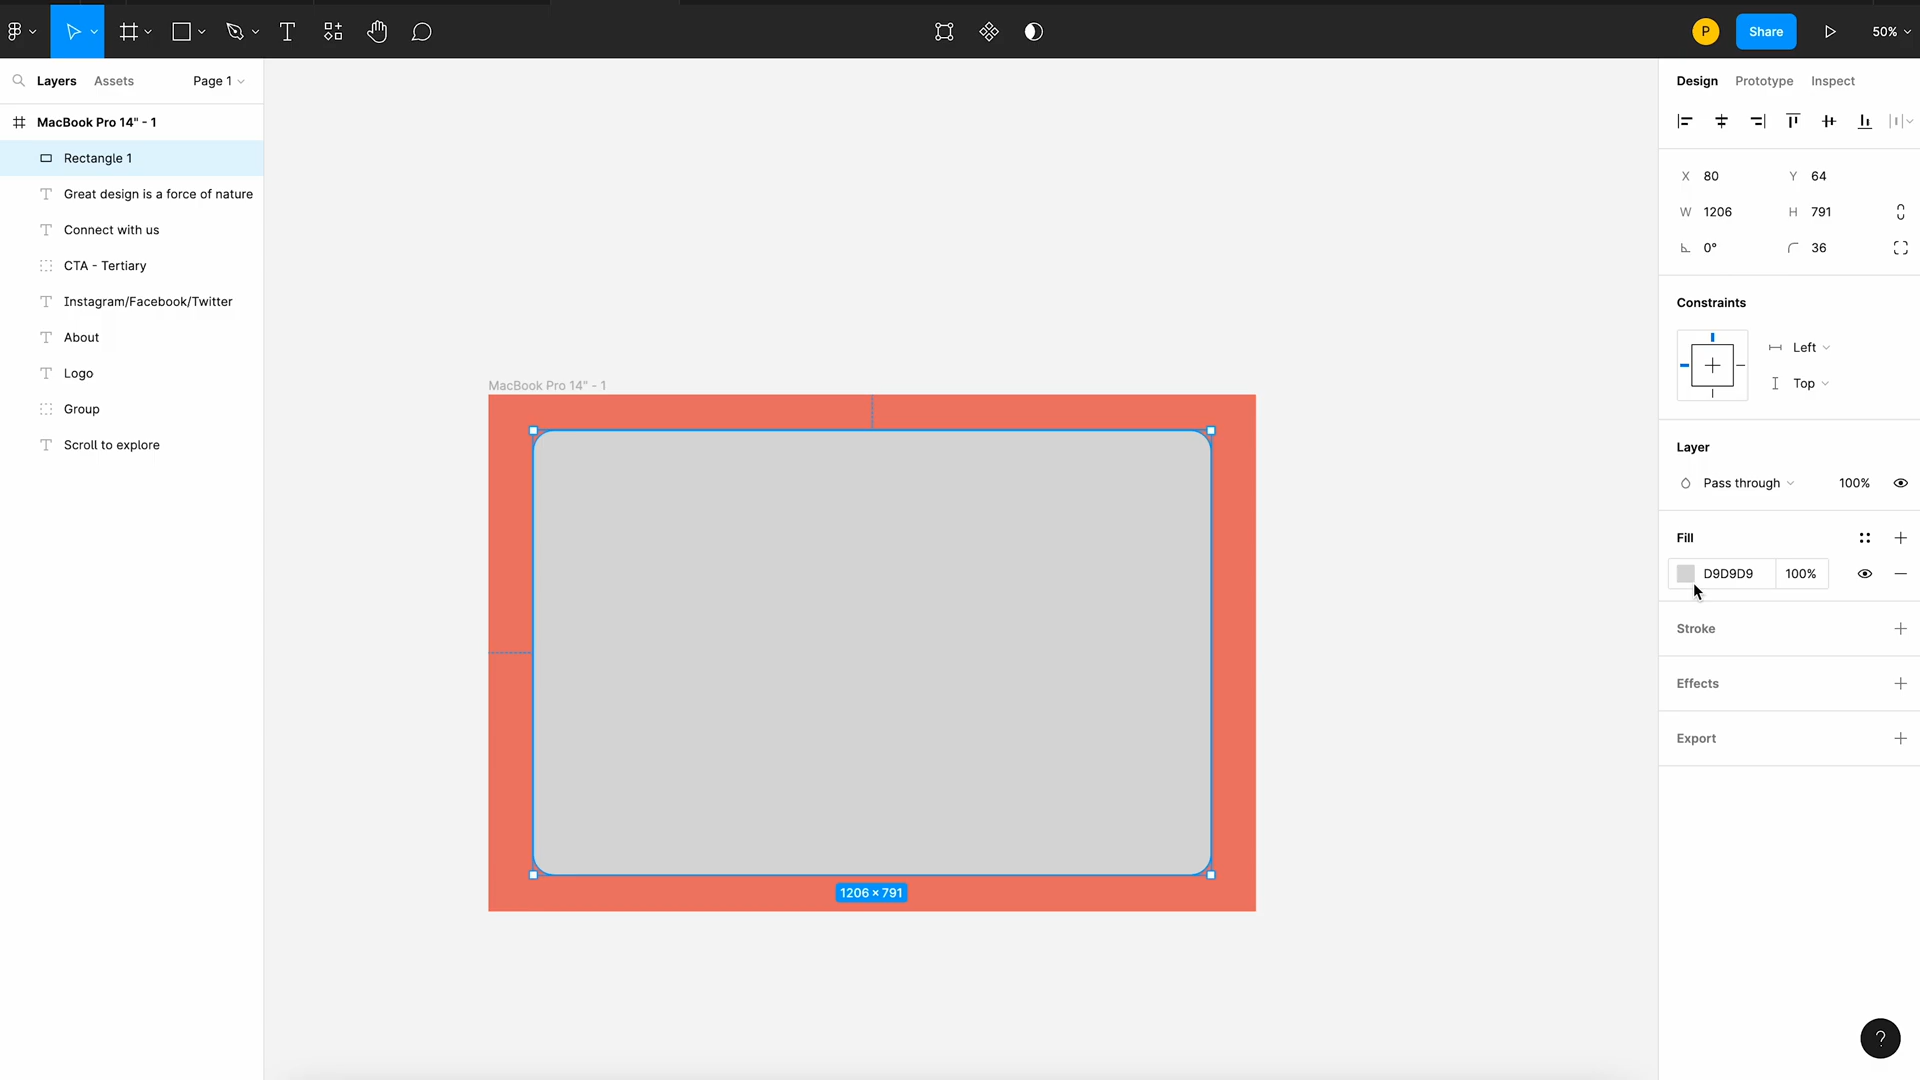 P
Share
50%
Layers
Assets
Page 1
Design
Prototype
Inspect
MacBook Pro 14" - 1
Rectangle 1
Great design is a force of nature
Connect with us
CTA - Tertiary
Instagram/Facebook/Twitter
About
Logo
Group
Scroll to explore
MacBook Pro 14" - 1
1206 × 791
X 80
Y 64
W 1206
H 791
0°
36
Constraints
Left
Top
Layer
Pass through
100%
Fill
D9D9D9
100%
Stroke
Effects
Export
?